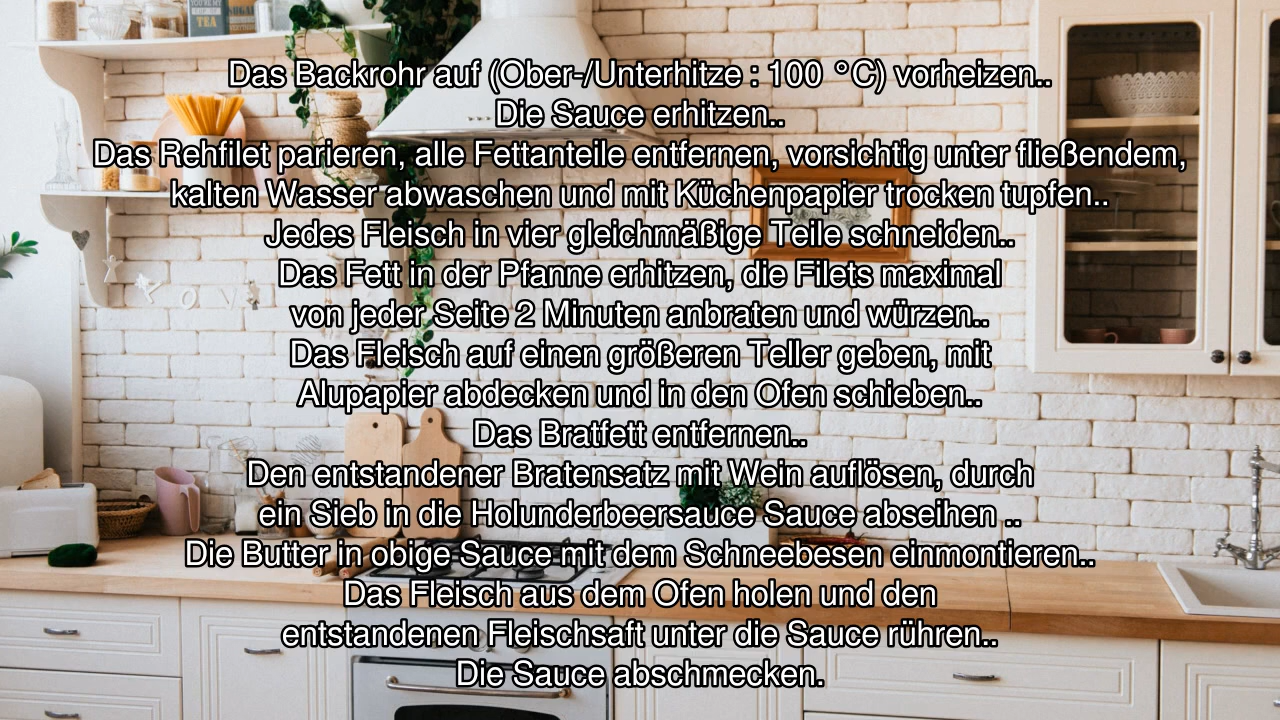 TEA
Das Backrohr auf (Ober-/Unterhitze : 100 °C) vorheizen..
Die Sauce erhitzen..
Das Rehfilet parieren, alle Fettanteile entfernen, vorsichtig unter fließendem,
kalten Wasser abwaschen und mit Küchenpapier trocken tupfen..
Jedes Fleisch in vier gleichmäßige Teile schneiden..
Das Fett in der Pfanne erhitzen, die Filets maximal
von jeder Seite 2 Minuten anbraten und würzen..
Das Fleisch auf einen größeren Teller geben, mit
Alupapier abdecken und in den Ofen schieben..
Das Bratfett entfernen..
Den entstandener Bratensatz mit Wein auflösen, durch
ein Sieb in die Holunderbeersauce Sauce abseihen ..
Die Butter in obige Sauce mit dem Schneebesen einmontieren..
Das Fleisch aus dem Ofen holen und den
entstandenen Fleischsaft unter die Sauce rühren..
Die Sauce abschmecken.